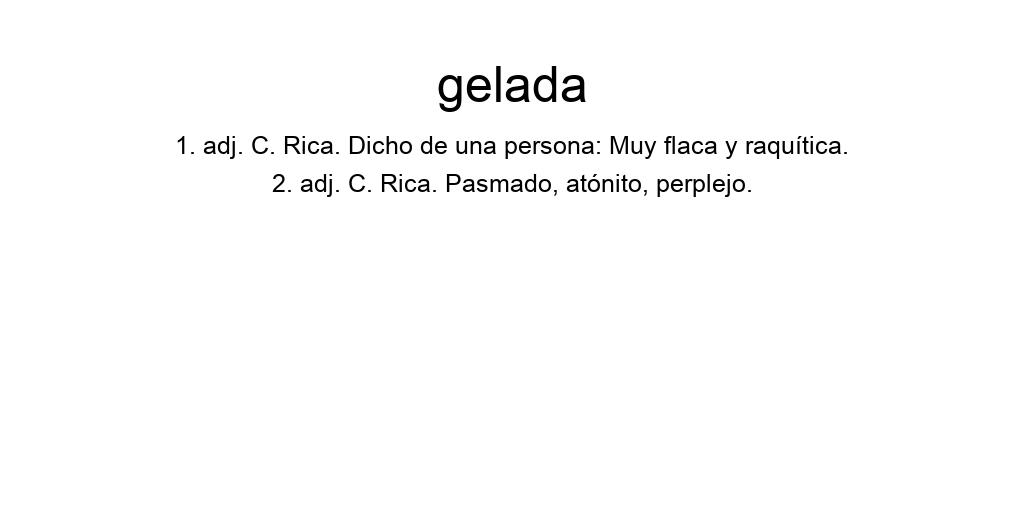 gelada
1. adj. C. Rica. Dicho de una persona: Muy flaca y raquítica.
2. adj. C. Rica. Pasmado, atónito, perplejo.